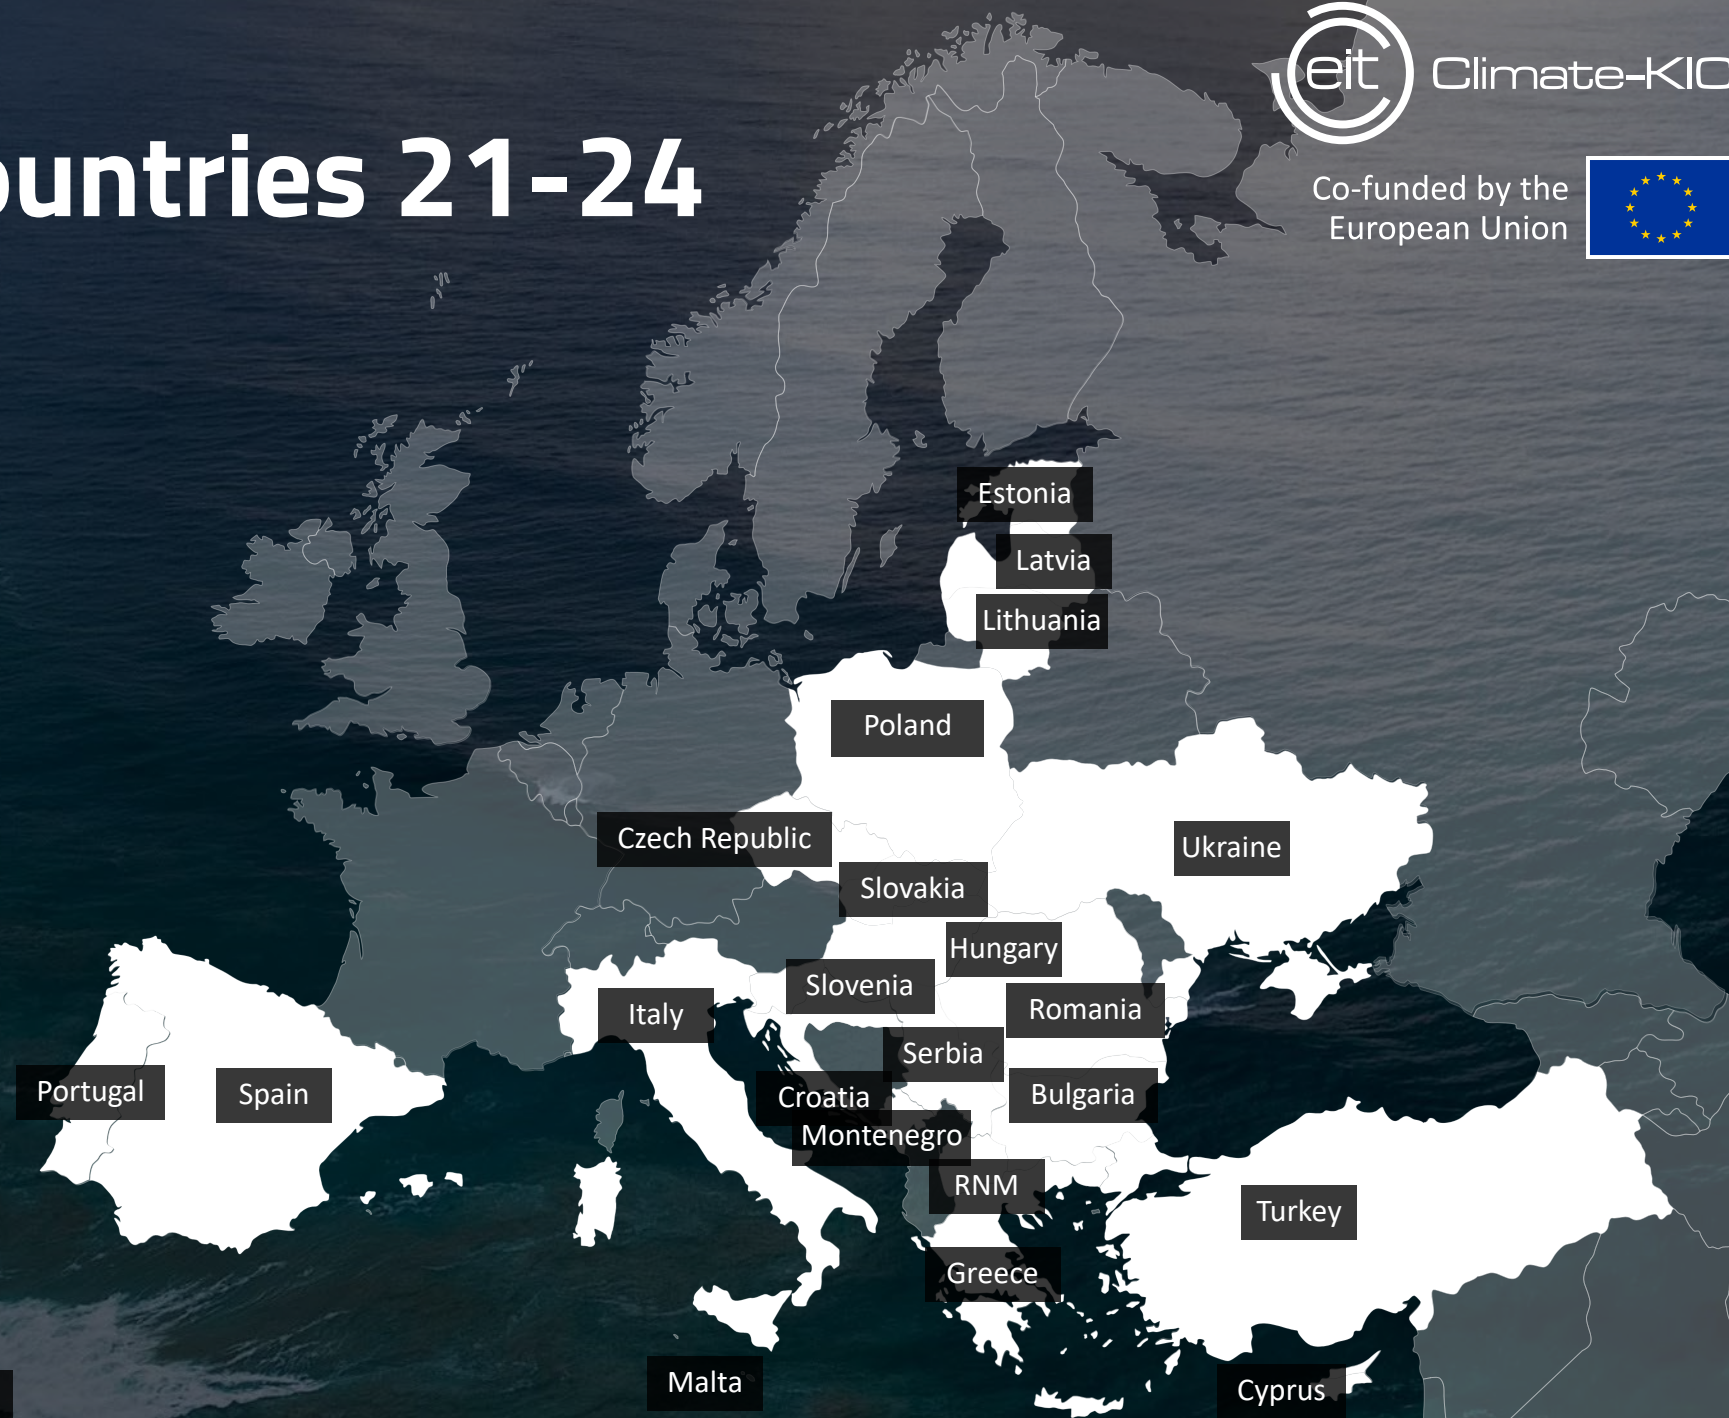 eit Climate-KIC
ountries 21-24
Co-funded by the
European Union
Estonia
Latvia
Lithuania
Poland
Czech Republic
Ukraine
Slovakia
Hungary
Slovenia
Romania
Italy
Serbia
Portugal
Spain
Croatia
Bulgaria
Montenegro
RNM
Turkey
Greece
Malta
Cyprus